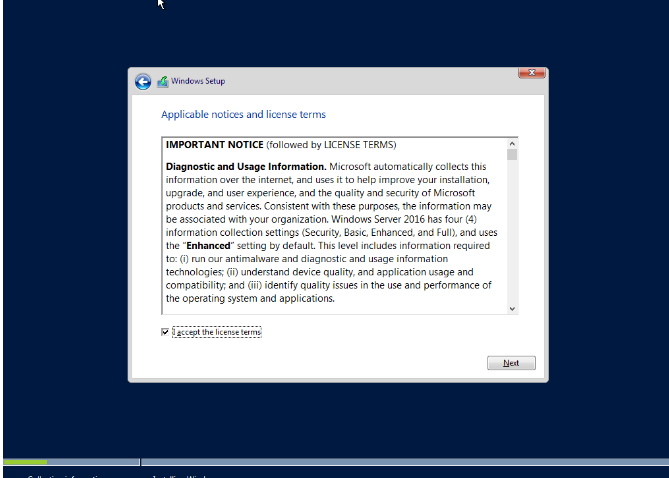 Windows Setup
Applicable notices and license terms
IMPORTANT NOTICE (followed by LICENSE TERMS)
Diagnostic and Usage Information. Microsoft automatically collects this
information over the internet, and uses it to help improve your installation,
upgrade, and user experience, and the quality and security of Microsoft
products and services. Consistent with these purposes, the information may
be associated with your organization. Windows Server 2016 has four (4)
information collection settings (Security, Basic, Enhanced, and Full), and uses
the “Enhanced” setting by default. This level includes information required
to: (i) run our antimalware and diagnostic and usage information
technologies; (ii) understand device quality, and application usage and
compatibility; and (iii) identify quality issues in the use and performance of
the operating system and applications.
I accept the license terms
Next